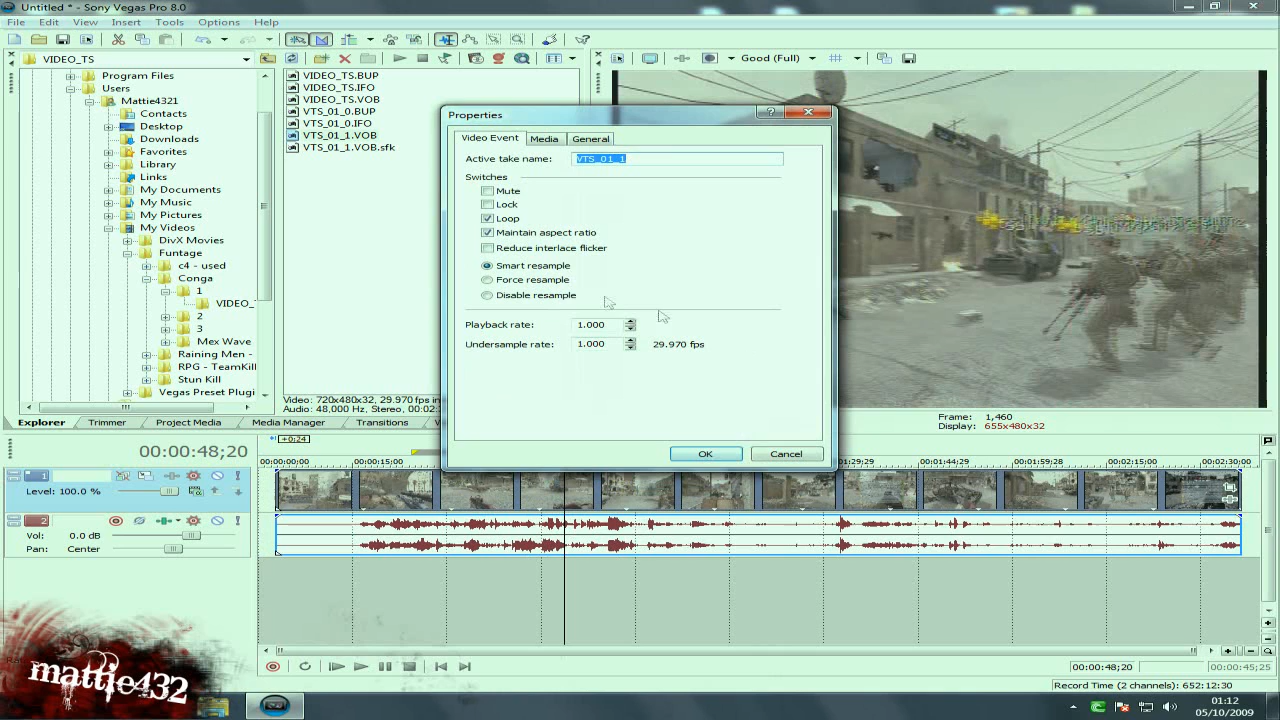 Untitled * - Sony Vegas Pro 8.0
File Edit View Insert Tools Options Help
VIDEO_TS
Good (Full)
Program Files
Users
Mattie4321
Contacts
Desktop
Downloads
Favorites
Library
Links
My Documents
My Music
My Pictures
My Videos
DivX Movies
Funtage
c4 - used
Conga
1
VIDEO_
2
3
Mex Wave
Raining Men -
RPG - TeamKill
Stun Kill
Vegas Preset Plugi
VIDEO_TS.BUP
VIDEO_TS.IFO
VIDEO_TS.VOB
VTS_01_0.BUP
VTS_01_0.IFO
VTS_01_1.VOB
VTS_01_1.VOB.sfk
Video: 720x480x32, 29.970 fps in
Audio: 48,000 Hz, Stereo, 00:02:
Explorer Trimmer Project Media Media Manager Transitions V
Properties
Video Event Media General
Active take name: VTS_01_1
Switches
Mute
Lock
Loop
Maintain aspect ratio
Reduce interlace flicker
Smart resample
Force resample
Disable resample
Playback rate: 1.000
Undersample rate: 1.000 29.970 fps
OK Cancel
Frame: 1,460
Display: 655x480x32
00:00:48;20
+0:24
00:00:00;00 00:00:15;00 01:29;29 00:01:44;29 00:01:59;28 00:02:15;00 00:02:30;00
1
Level: 100.0 %
2
Vol: 0.0 dB
Pan: Center
00:00:48;20 00:00:45;25
Record Time (2 channels): 652:12:30
mattie432
01:12
05/10/2009